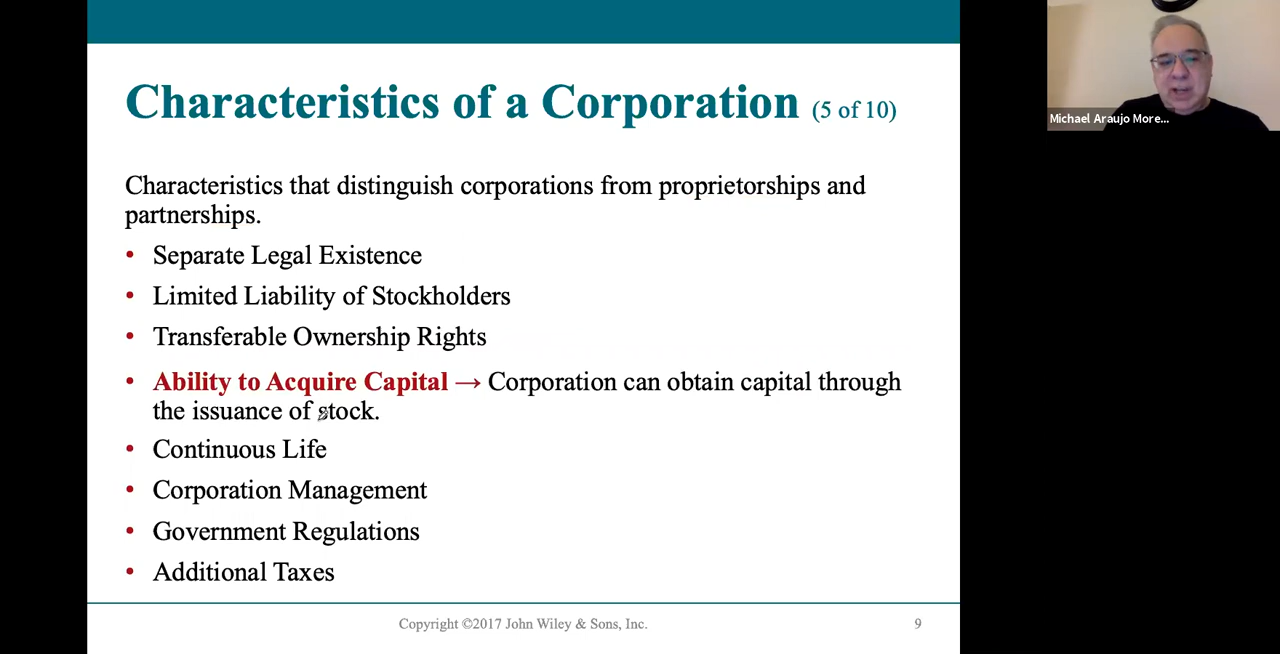 Characteristics of a Corporation (5 of 10)
Characteristics that distinguish corporations from proprietorships and
partnerships.
• Separate Legal Existence
• Limited Liability of Stockholders
• Transferable Ownership Rights
• Ability to Acquire Capital → Corporation can obtain capital through
the issuance of stock.
• Continuous Life
• Corporation Management
• Government Regulations
• Additional Taxes
Copyright ©2017 John Wiley & Sons, Inc.
9
Michael Araujo More...